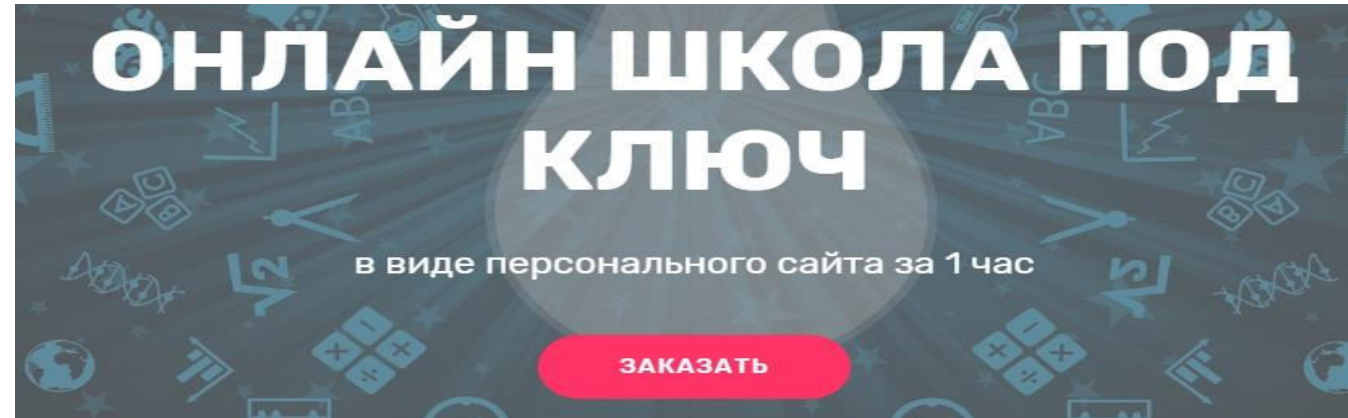 ОНЛАЙН ШКОЛА ПОД
КЛЮЧ
в виде персонального сайта за 1 час
ЗАКАЗАТЬ